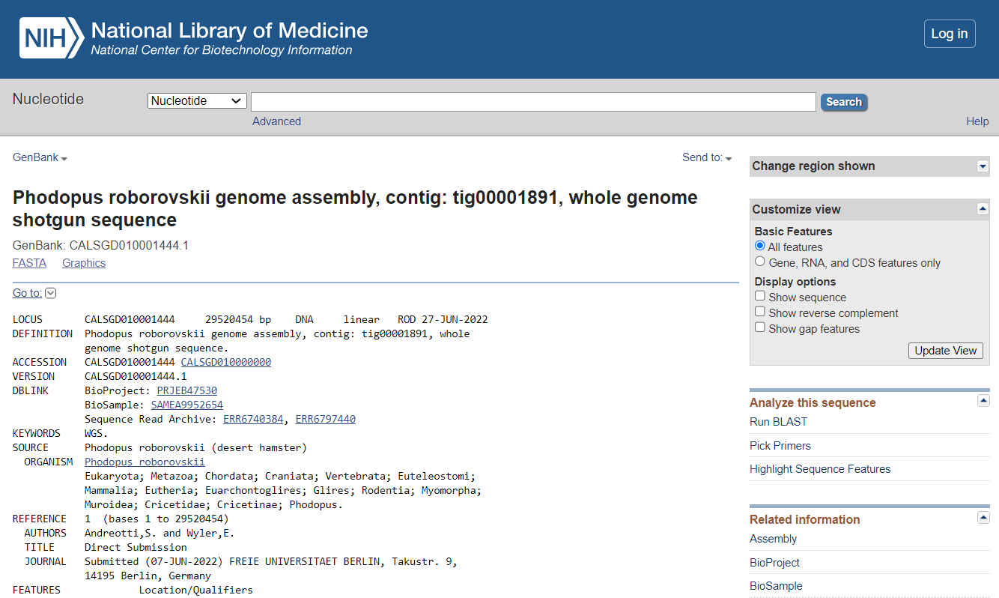 NIH National Library of Medicine
National Center for Biotechnology Information
Log in
Nucleotide
Nucleotide
Search
Advanced
Help
GenBank
Send to:
Phodopus roborovskii genome assembly, contig: tig00001891, whole genome
shotgun sequence
GenBank: CALSGD010001444.1
FASTA Graphics
Go to:
LOCUS CALSGD010001444 29520454 bp DNA linear ROD 27-JUN-2022
DEFINITION Phodopus roborovskii genome assembly, contig: tig00001891, whole
genome shotgun sequence.
ACCESSION CALSGD010001444 CALSGD010000000
VERSION CALSGD010001444.1
DBLINK BioProject: PRJEB47530
BioSample: SAMEA9952654
Sequence Read Archive: ERR6740384, ERR6797440
KEYWORDS WGS.
SOURCE Phodopus roborovskii (desert hamster)
ORGANISM Phodopus roborovskii
Eukaryota; Metazoa; Chordata; Craniata; Vertebrata; Euteleostomi;
Mammalia; Eutheria; Euarchontoglires; Glires; Rodentia; Myomorpha;
Muroidea; Cricetidae; Cricetinae; Phodopus.
REFERENCE 1 (bases 1 to 29520454)
AUTHORS Andreotti,S. and Wyler,E.
TITLE Direct Submission
JOURNAL Submitted (07-JUN-2022) FREIE UNIVERSITAET BERLIN, Takustr. 9,
14195 Berlin, Germany
FEATURES Location/Qualifiers
Change region shown
Customize view
Basic Features
All features
Gene, RNA, and CDS features only
Display options
Show sequence
Show reverse complement
Show gap features
Update View
Analyze this sequence
Run BLAST
Pick Primers
Highlight Sequence Features
Related information
Assembly
BioProject
BioSample